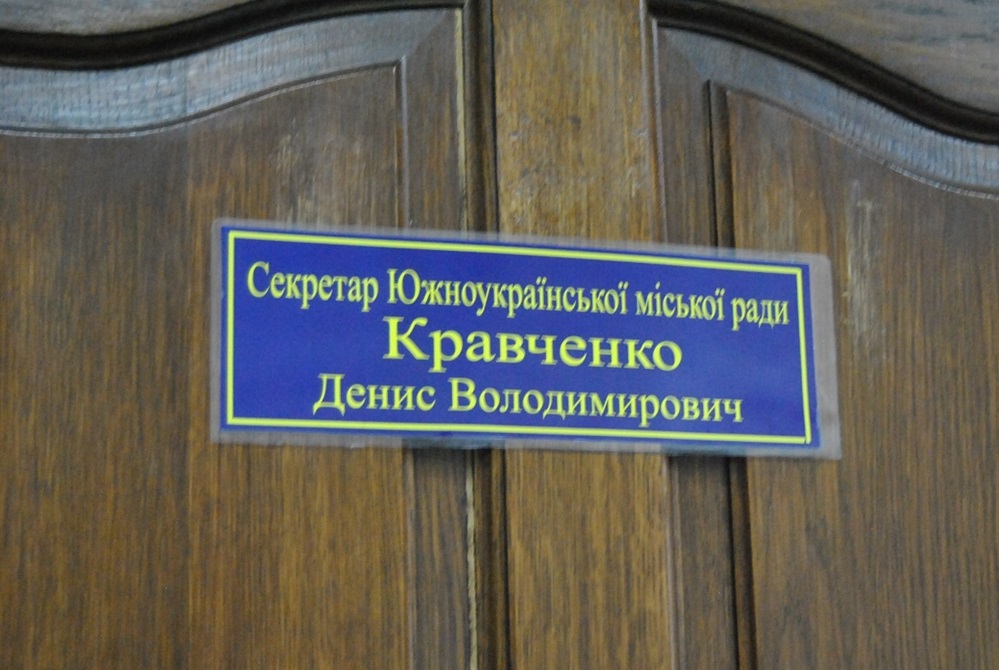 Секретар Южноукраїнської міської ради
Кравченко
Денис Володимирович